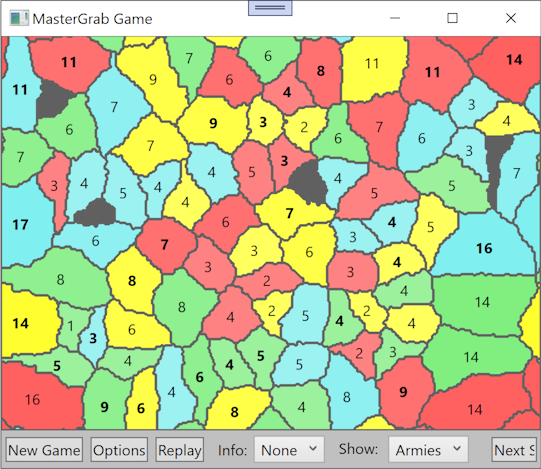 MasterGrab Game
7 6 11 14
11 9 6 8 11
11 7 4 3 4
6 9 3 2 6 7 6
7 7 3 5 3 4 3 7
3 4 5 4 4 5 5
4
17 6 7 6 7 3 4 5
3 3 6 4 16
8 8 2 3 4 14
14 1 3 6 8 4 2 5 4 2 4
5 4 6 4 5 5 2 3 14
16 9 6 4 8 4 8 9 14
New Game Options Replay Info: None Show: Armies Next S